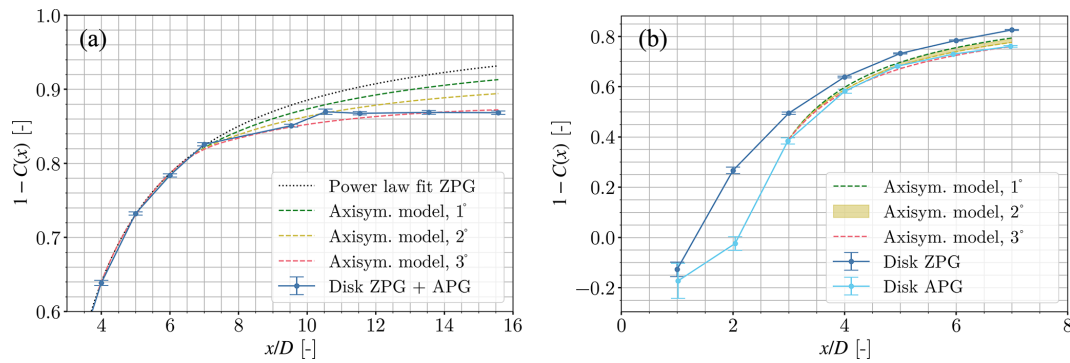 (a)
1.0
0.9
0.8
0.7
0.6
1 − C(x) [-]
Power law fit ZPG
Axisym. model, 1°
Axisym. model, 2°
Axisym. model, 3°
Disk ZPG + APG
4 6 8 10 12 14 16
x/D [-]
(b)
0.8
0.6
0.4
0.2
0.0
−0.2
1 − C(x) [-]
Axisym. model, 1°
Axisym. model, 2°
Axisym. model, 3°
Disk ZPG
Disk APG
0 2 4 6 8
x/D [-]